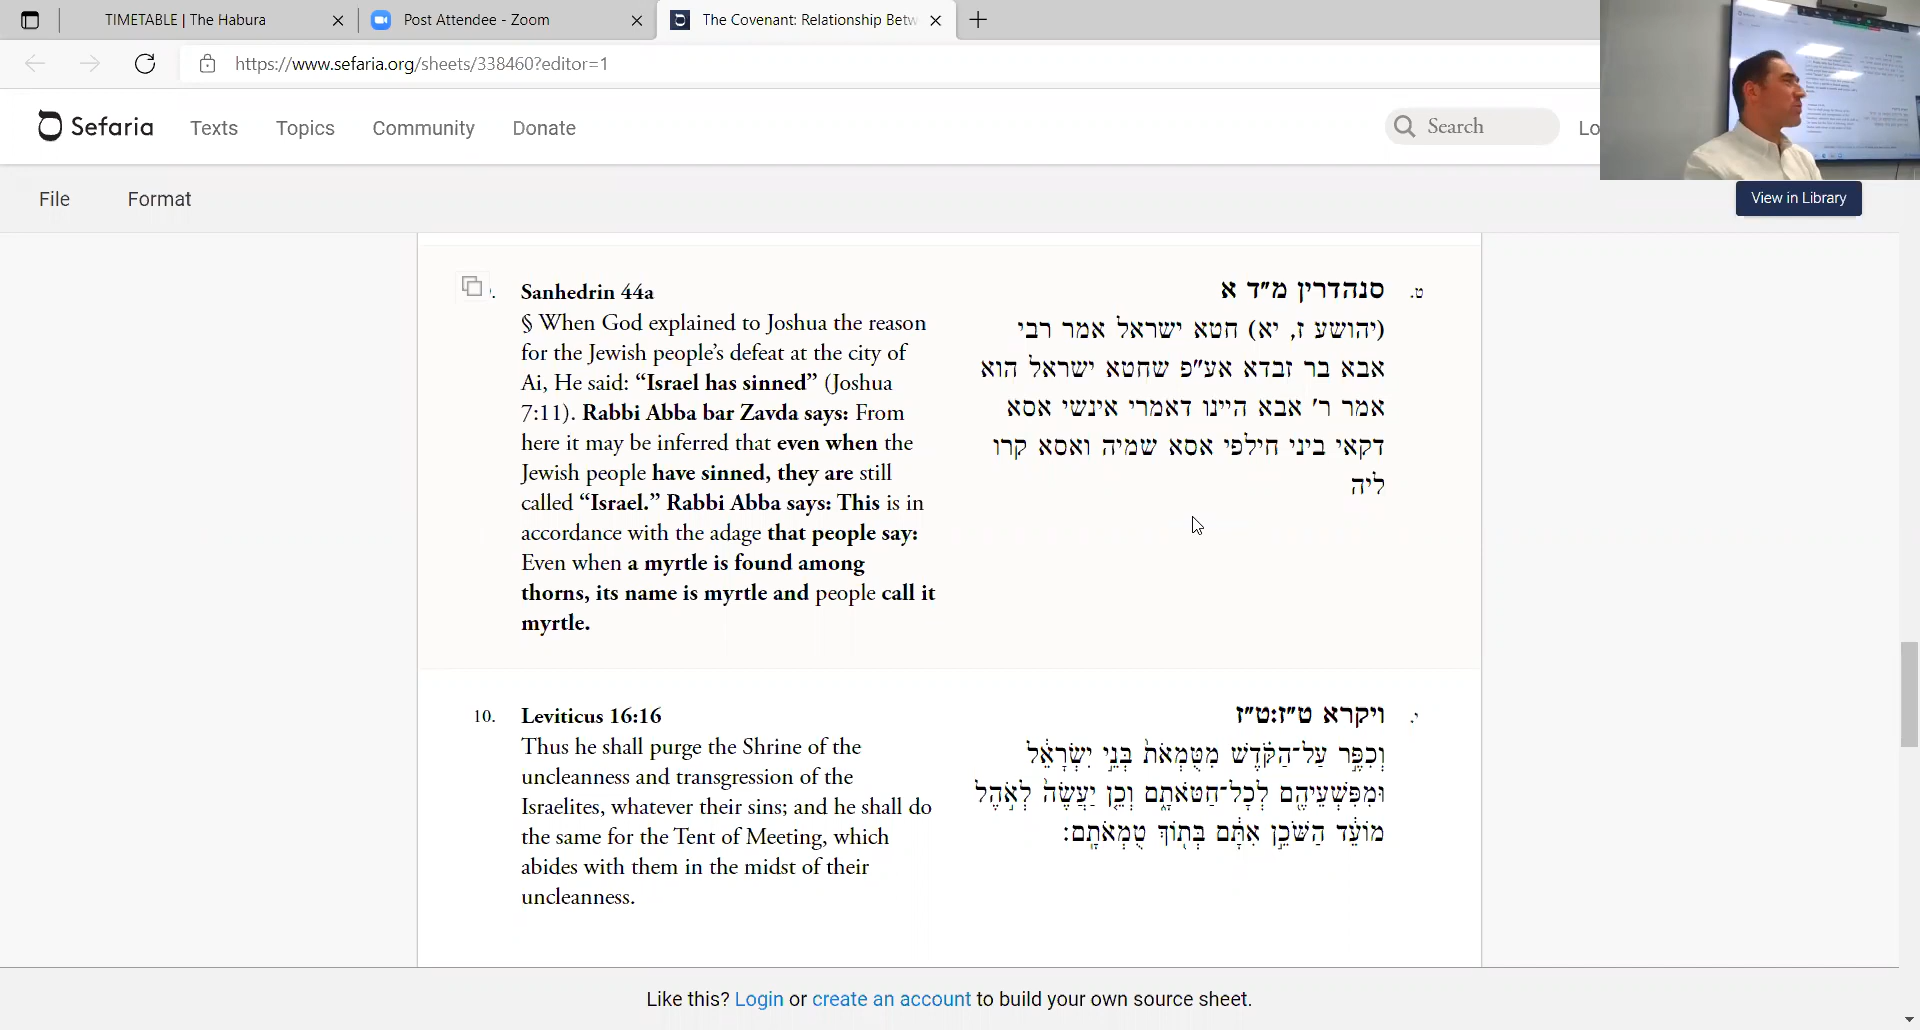 TIMETABLE | The Habura
Post Attendee - Zoom
The Covenant: Relationship Betw
https://www.sefaria.org/sheets/338460?editor=1
Sefaria Texts Topics Community Donate
Search
Lo
File Format
View in Library
Sanhedrin 44a
§ When God explained to Joshua the reason
for the Jewish people’s defeat at the city of
Ai, He said: “Israel has sinned” (Joshua
7:11). Rabbi Abba bar Zavda says: From
here it may be inferred that even when the
Jewish people have sinned, they are still
called “Israel.” Rabbi Abba says: This is in
accordance with the adage that people say:
Even when a myrtle is found among
thorns, its name is myrtle and people call it
myrtle.
ט.
סנהדרין מ״ד א
(יהושע ז, יא) חטא ישראל אמר רבי
אבא בר זבדא אע״פ שחטא ישראל הוא
אמר ר' אבא היינו דאמרי אינשי אסא
דקאי ביני חילפי אסא שמיה ואסא קרו
ליה
10.
Leviticus 16:16
Thus he shall purge the Shrine of the
uncleanness and transgression of the
Israelites, whatever their sins; and he shall do
the same for the Tent of Meeting, which
abides with them in the midst of their
uncleanness.
י.
ויקרא ט״ז:ט״ז
וְכִפֶּ֣ר עַל־הַקֹּ֗דֶשׁ מִטֻּמְאֹת֙ בְּנֵ֣י יִשְׂרָאֵ֔ל
וּמִפִּשְׁעֵיהֶ֖ם לְכׇל־חַטֹּאתָ֑ם וְכֵ֤ן יַעֲשֶׂה֙ לְאֹ֣הֶל
מוֹעֵ֔ד הַשֹּׁכֵ֣ן אִתָּ֔ם בְּת֖וֹךְ טֻמְאֹתָֽם׃
Like this? Login or create an account to build your own source sheet.